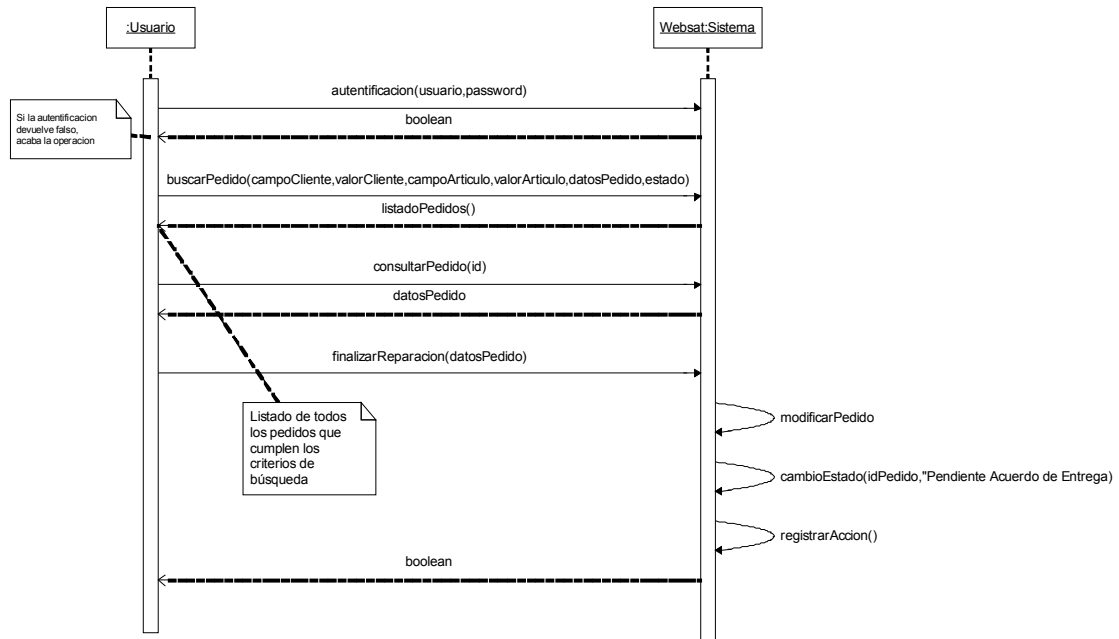 :Usuario
Websat:Sistema
autentificacion(usuario,password)
Si la autentificacion
devuelve falso,
acaba la operacion
boolean
buscarPedido(campoCliente,valorCliente,campoArticulo,valorArticulo,datosPedido,estado)
listadoPedidos()
consultarPedido(id)
datosPedido
finalizarReparacion(datosPedido)
Listado de todos
los pedidos que
cumplen los
criterios de
búsqueda
modificarPedido
cambioEstado(idPedido,"Pendiente Acuerdo de Entrega)
registrarAccion()
boolean